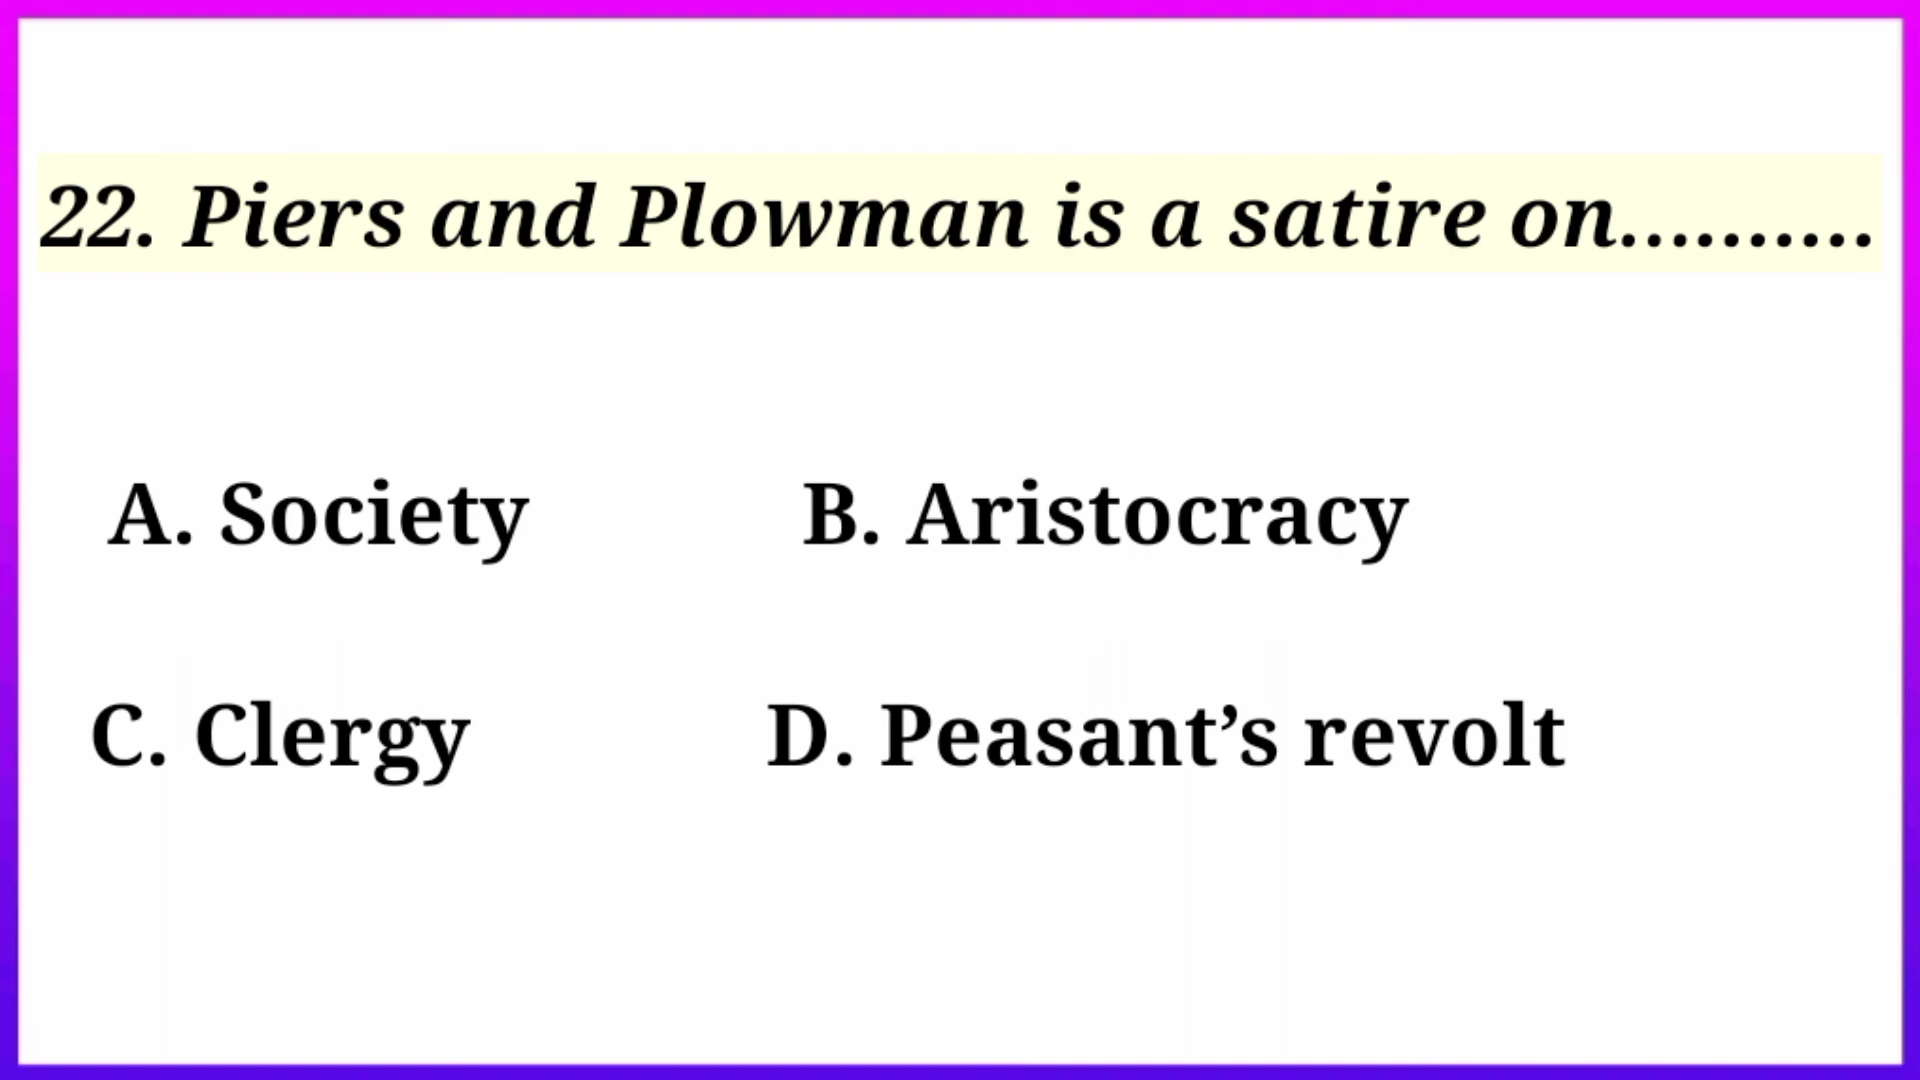 22. Piers and Plowman is a satire on..........
A. Society B. Aristocracy
C. Clergy D. Peasant’s revolt